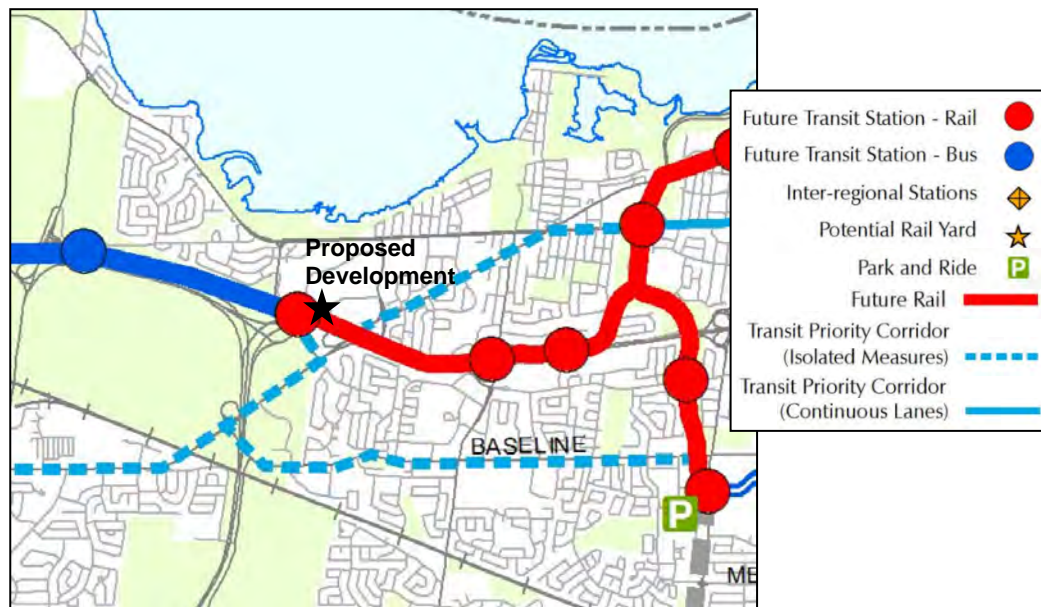 Proposed
Development
BASELINE
P
ME
Future Transit Station - Rail
Future Transit Station - Bus
Inter-regional Stations
Potential Rail Yard
Park and Ride
P
Future Rail
Transit Priority Corridor
(Isolated Measures)
Transit Priority Corridor
(Continuous Lanes)